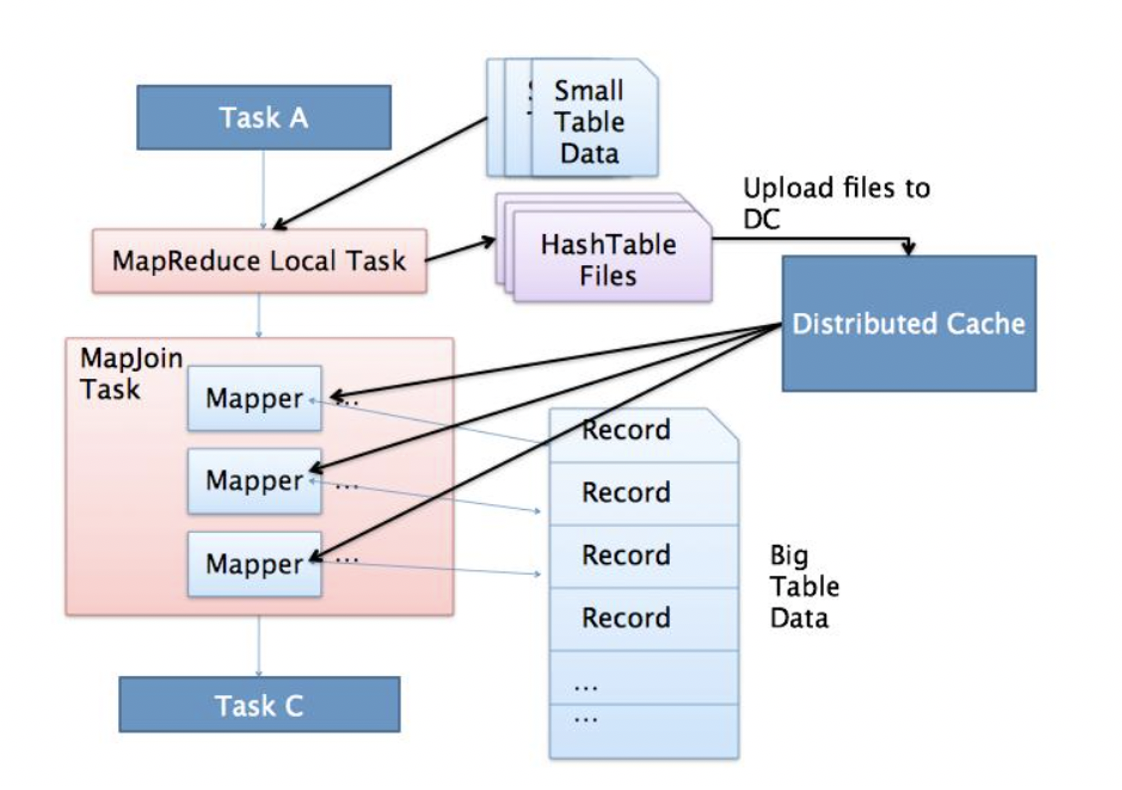 Task A
Small
Table
Data
Upload files to
DC
MapReduce Local Task
HashTable
Files
Distributed Cache
MapJoin
Task
Mapper
...
Mapper
...
Mapper
...
Record
Record
Record
Record
...
...
Big
Table
Data
Task C